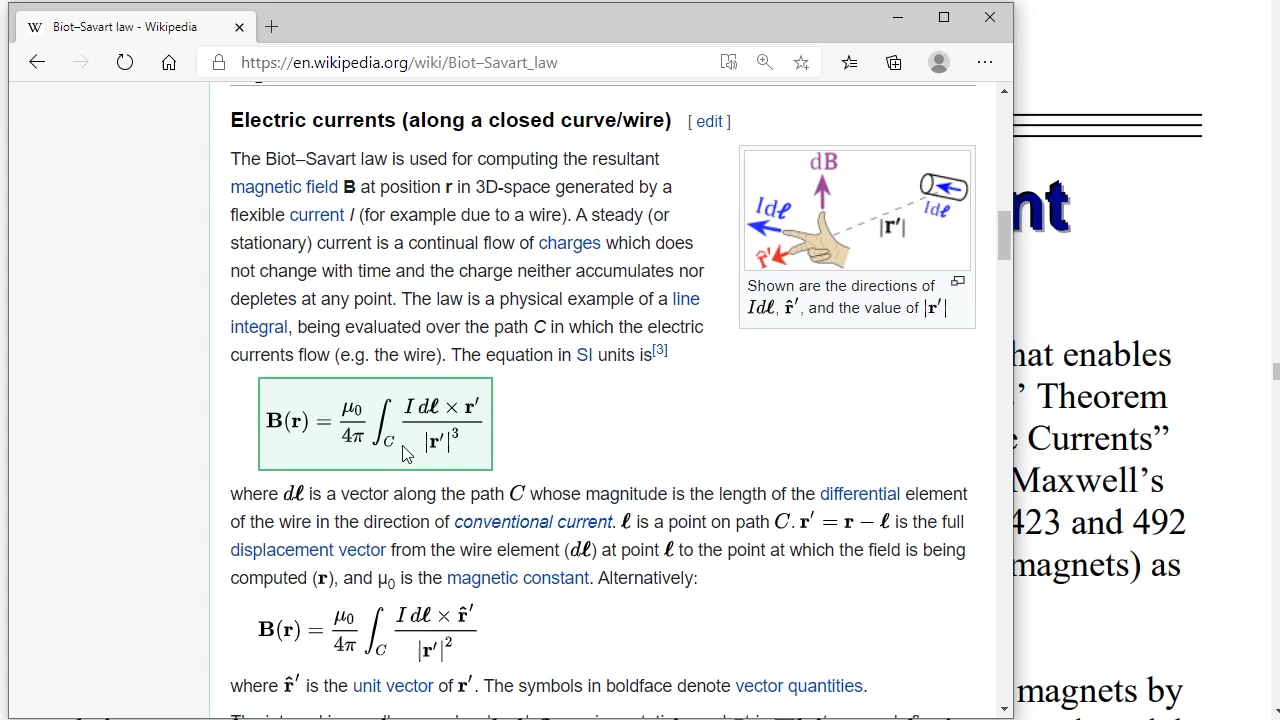 Biot–Savart law - Wikipedia
https://en.wikipedia.org/wiki/Biot–Savart_law
Electric currents (along a closed curve/wire) [ edit ]
The Biot–Savart law is used for computing the resultant
magnetic field B at position r in 3D-space generated by a
flexible current I (for example due to a wire). A steady (or
stationary) current is a continual flow of charges which does
not change with time and the charge neither accumulates nor
depletes at any point. The law is a physical example of a line
integral, being evaluated over the path C in which the electric
currents flow (e.g. the wire). The equation in SI units is[3]
dB
Idℓ
Idℓ
|r′|
r̂′
Shown are the directions of
Idℓ, r̂′, and the value of |r′|
B(r) = μ₀/4π ∫_C I dℓ × r′ / |r′|³
where dℓ is a vector along the path C whose magnitude is the length of the differential element
of the wire in the direction of conventional current. ℓ is a point on path C. r′ = r − ℓ is the full
displacement vector from the wire element (dℓ) at point ℓ to the point at which the field is being
computed (r), and μ₀ is the magnetic constant. Alternatively:
B(r) = μ₀/4π ∫_C I dℓ × r̂′ / |r′|²
where r̂′ is the unit vector of r′. The symbols in boldface denote vector quantities.
nt
hat enables
’ Theorem
e Currents”
Maxwell’s
423 and 492
magnets) as
magnets by